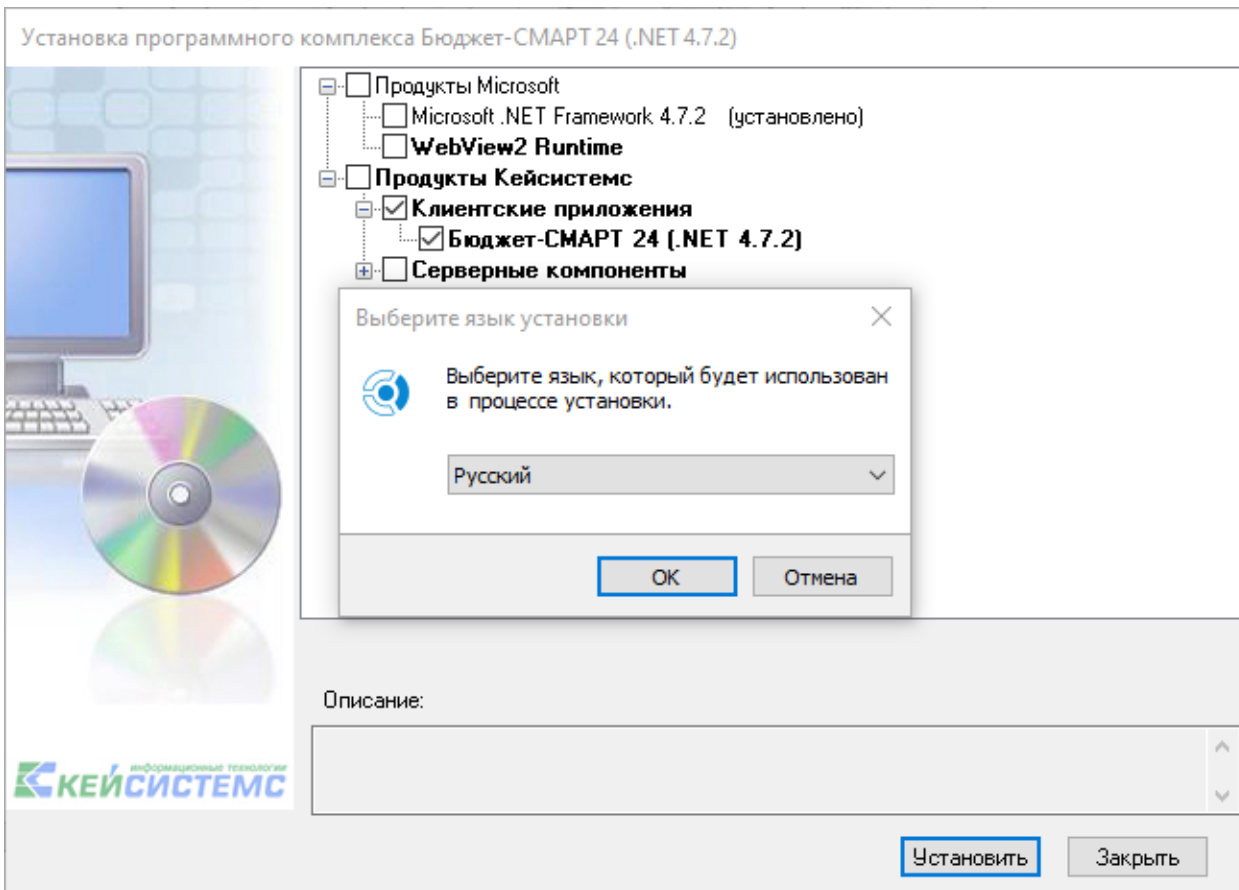 Установка программного комплекса Бюджет-СМАРТ 24 (.NET 4.7.2)
Продукты Microsoft
Microsoft .NET Framework 4.7.2 (установлено)
WebView2 Runtime
Продукты Кейсистемс
Клиентские приложения
Бюджет-СМАРТ 24 (.NET 4.7.2)
Серверные компоненты
Выберите язык установки
Выберите язык, который будет использован
в процессе установки.
Русский
ОК
Отмена
Описание:
информационные технологии
КЕЙСИСТЕМС
Установить
Закрыть